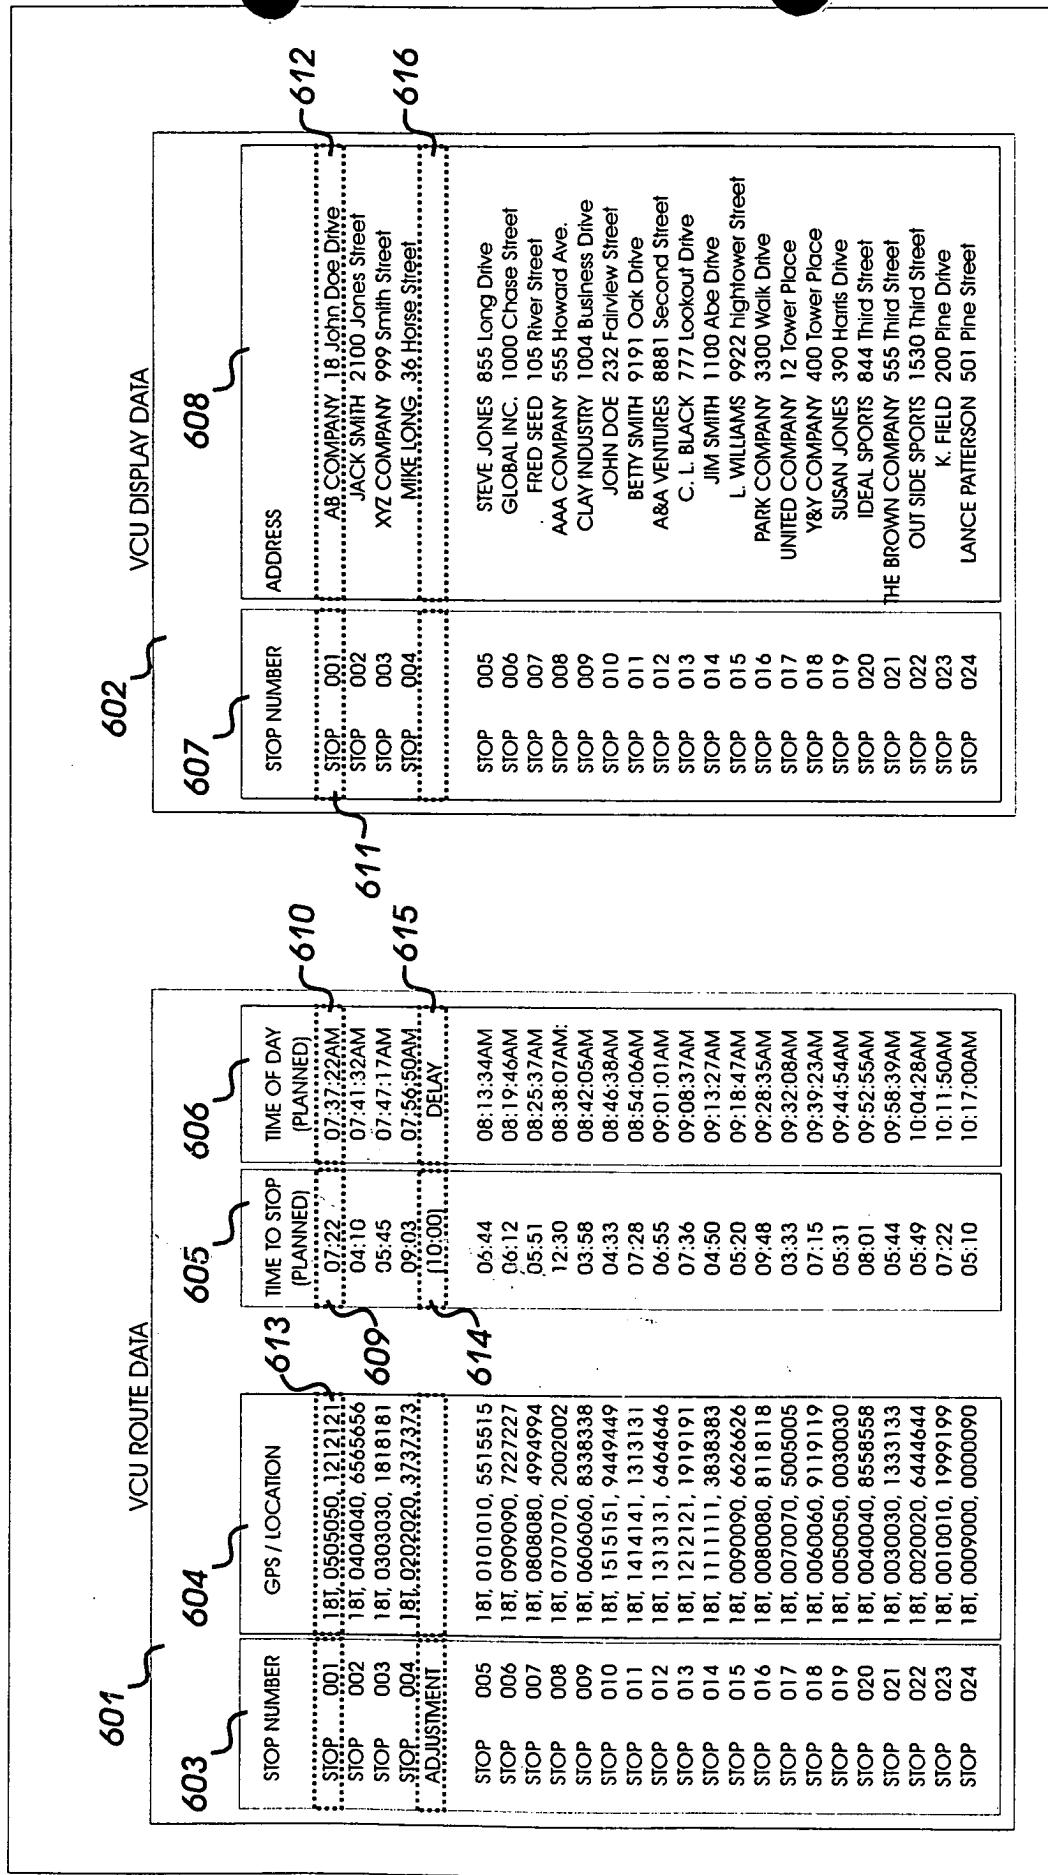 VCU ROUTE DATA
601
603 604 605 606
STOP NUMBER GPS / LOCATION TIME TO STOP (PLANNED) TIME OF DAY (PLANNED)
613 610
STOP 001 18T, 0505050, 1212121 07:22 07:37:22AM
STOP 002 18T, 0404040, 6565656 04:10 07:41:32AM
STOP 003 18T, 0303030, 1818181 05:45 07:47:17AM
STOP 004 18T, 0202020, 3737373 09:03 07:56:50AM
609 615
ADJUSTMENT (10:00) DELAY
614
STOP 005 18T, 0101010, 5515515 06:44 08:13:34AM
STOP 006 18T, 0909090, 7227227 06:12 08:19:46AM
STOP 007 18T, 0808080, 4994994 05:51 08:25:37AM
STOP 008 18T, 0707070, 2002002 12:30 08:38:07AM:
STOP 009 18T, 0606060, 8338338 03:58 08:42:05AM
STOP 010 18T, 1515151, 9449449 04:33 08:46:38AM
STOP 011 18T, 1414141, 1313131 07:28 08:54:06AM
STOP 012 18T, 1313131, 6464646 06:55 09:01:01AM
STOP 013 18T, 1212121, 1919191 07:36 09:08:37AM
STOP 014 18T, 1111111, 3838383 04:50 09:13:27AM
STOP 015 18T, 0090090, 6626626 05:20 09:18:47AM
STOP 016 18T, 0080080, 8118118 09:48 09:28:35AM
STOP 017 18T, 0070070, 5005005 03:33 09:32:08AM
STOP 018 18T, 0060060, 9119119 07:15 09:39:23AM
STOP 019 18T, 0050050, 0030030 05:31 09:44:54AM
STOP 020 18T, 0040040, 8558558 08:01 09:52:55AM
STOP 021 18T, 0030030, 1333133 05:44 09:58:39AM
STOP 022 18T, 0020020, 6444644 05:49 10:04:28AM
STOP 023 18T, 0010010, 1999199 07:22 10:11:50AM
STOP 024 18T, 0009000, 0000090 05:10 10:17:00AM
VCU DISPLAY DATA
602
607 608
STOP NUMBER ADDRESS
611 612
STOP 001 AB COMPANY 18 John Doe Drive
STOP 002 JACK SMITH 2100 Jones Street
STOP 003 XYZ COMPANY 999 Smith Street
STOP 004 MIKE LONG 36 Horse Street
616
STOP 005 STEVE JONES 855 Long Drive
STOP 006 GLOBAL INC. 1000 Chase Street
STOP 007 FRED SEED 105 River Street
STOP 008 AAA COMPANY 555 Howard Ave.
STOP 009 CLAY INDUSTRY 1004 Business Drive
STOP 010 JOHN DOE 232 Fairview Street
STOP 011 BETTY SMITH 9191 Oak Drive
STOP 012 A&A VENTURES 8881 Second Street
STOP 013 C. L. BLACK 777 Lookout Drive
STOP 014 JIM SMITH 1100 Abe Drive
STOP 015 L. WILLIAMS 9922 hightower Street
STOP 016 PARK COMPANY 3300 Walk Drive
STOP 017 UNITED COMPANY 12 Tower Place
STOP 018 Y&Y COMPANY 400 Tower Place
STOP 019 SUSAN JONES 390 Harris Drive
STOP 020 IDEAL SPORTS 844 Third Street
STOP 021 THE BROWN COMPANY 555 Third Street
STOP 022 OUT SIDE SPORTS 1530 Third Street
STOP 023 K. FIELD 200 Pine Drive
STOP 024 LANCE PATTERSON 501 Pine Street